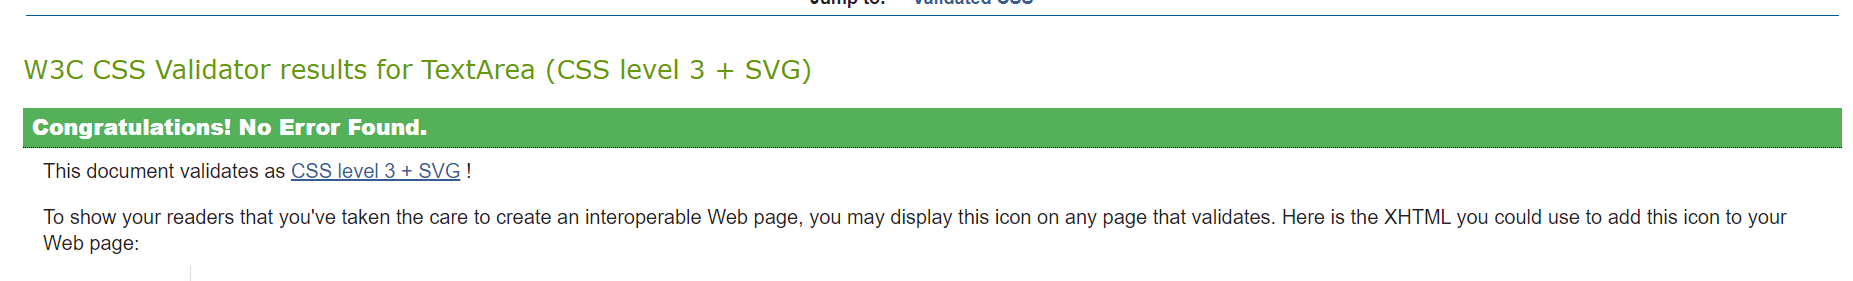 Jump to: Validated CSS
W3C CSS Validator results for TextArea (CSS level 3 + SVG)
Congratulations! No Error Found.
This document validates as CSS level 3 + SVG !
To show your readers that you've taken the care to create an interoperable Web page, you may display this icon on any page that validates. Here is the XHTML you could use to add this icon to your
Web page: